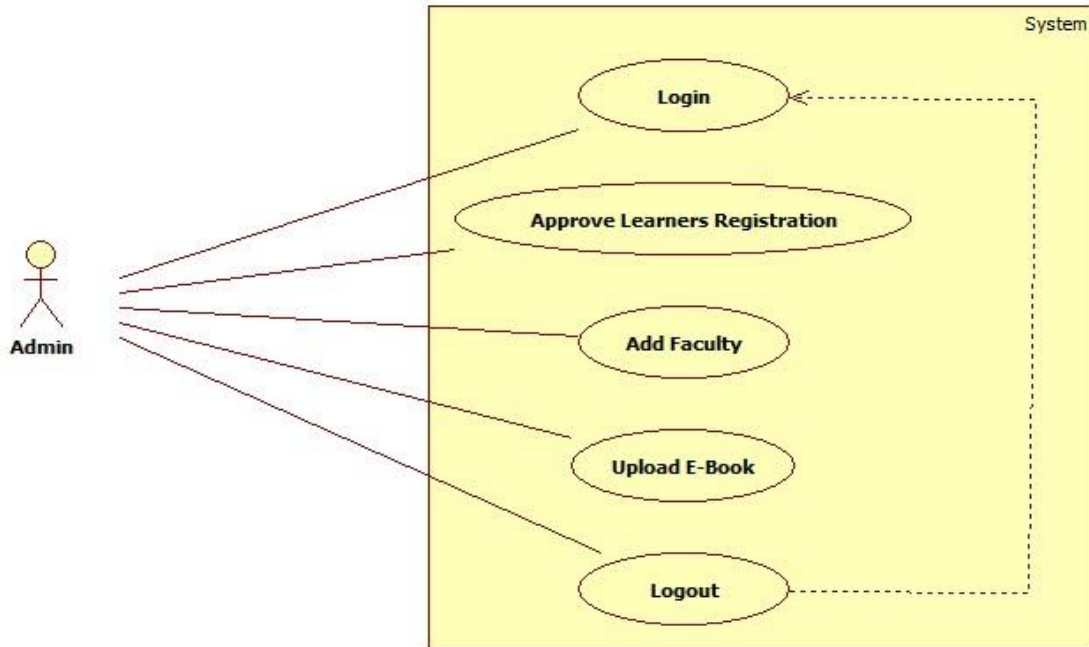 System
Login
Approve Learners Registration
Admin
Add Faculty
Upload E-Book
Logout